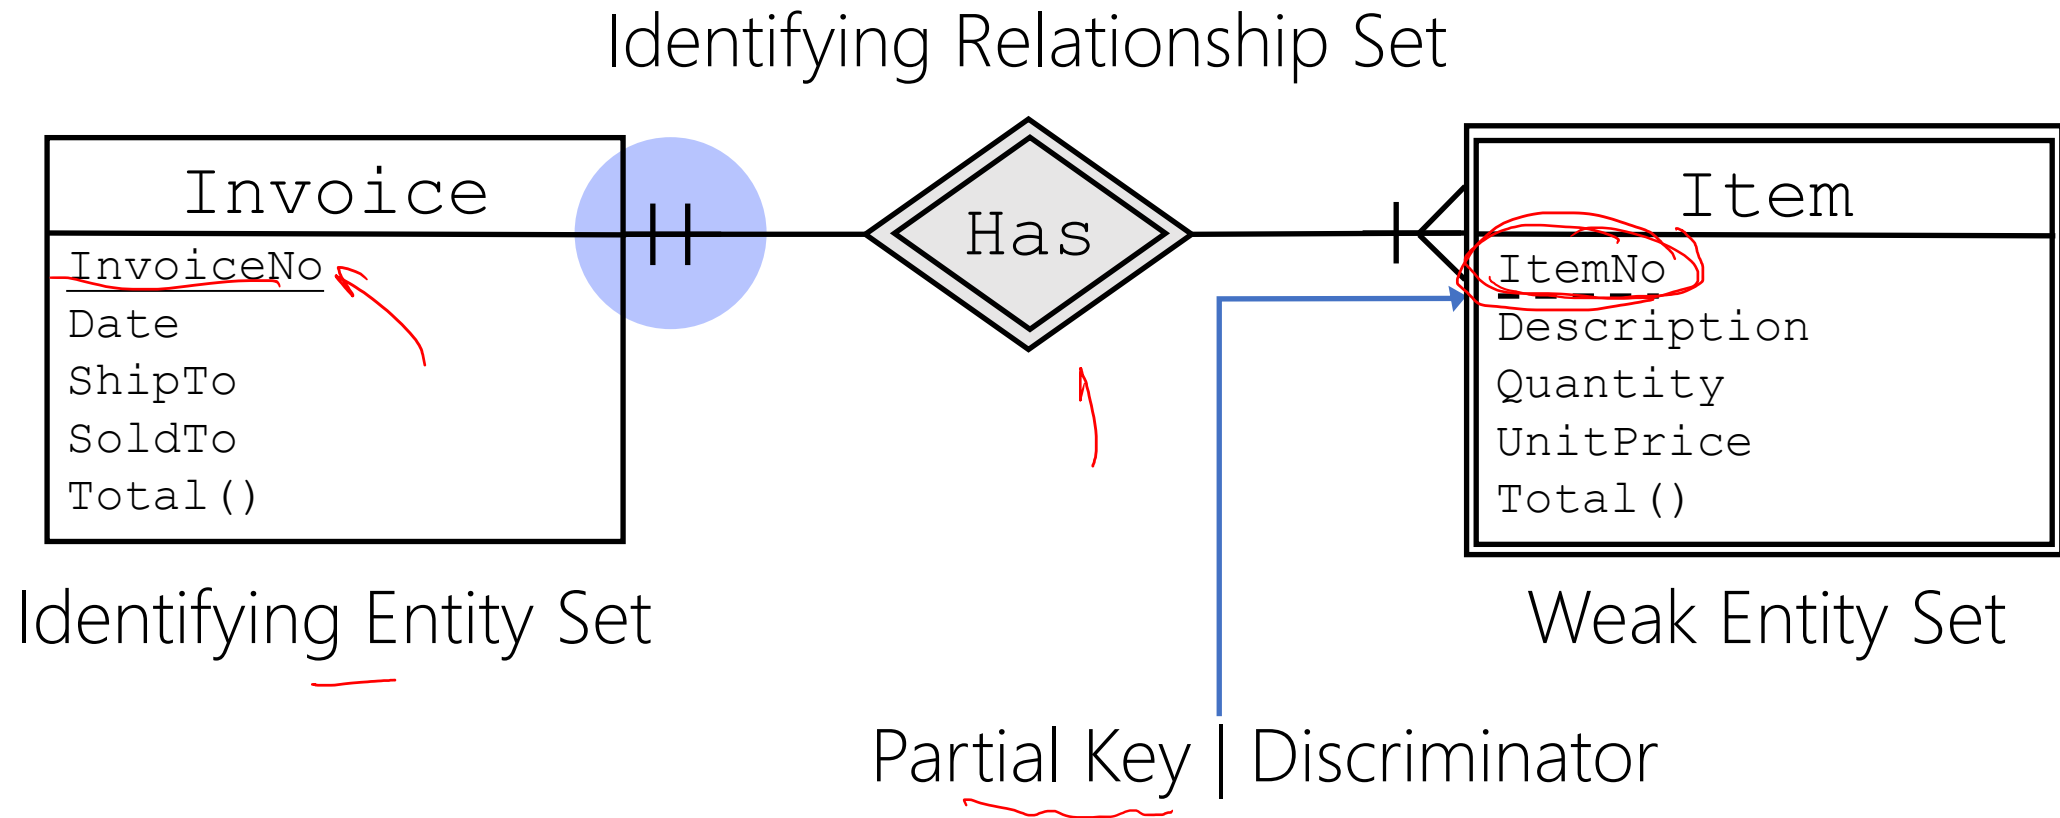 Identifying Relationship Set
Invoice
InvoiceNo
Date
ShipTo
SoldTo
Total()
Has
Item
ItemNo
Description
Quantity
UnitPrice
Total()
Identifying Entity Set
Weak Entity Set
Partial Key | Discriminator